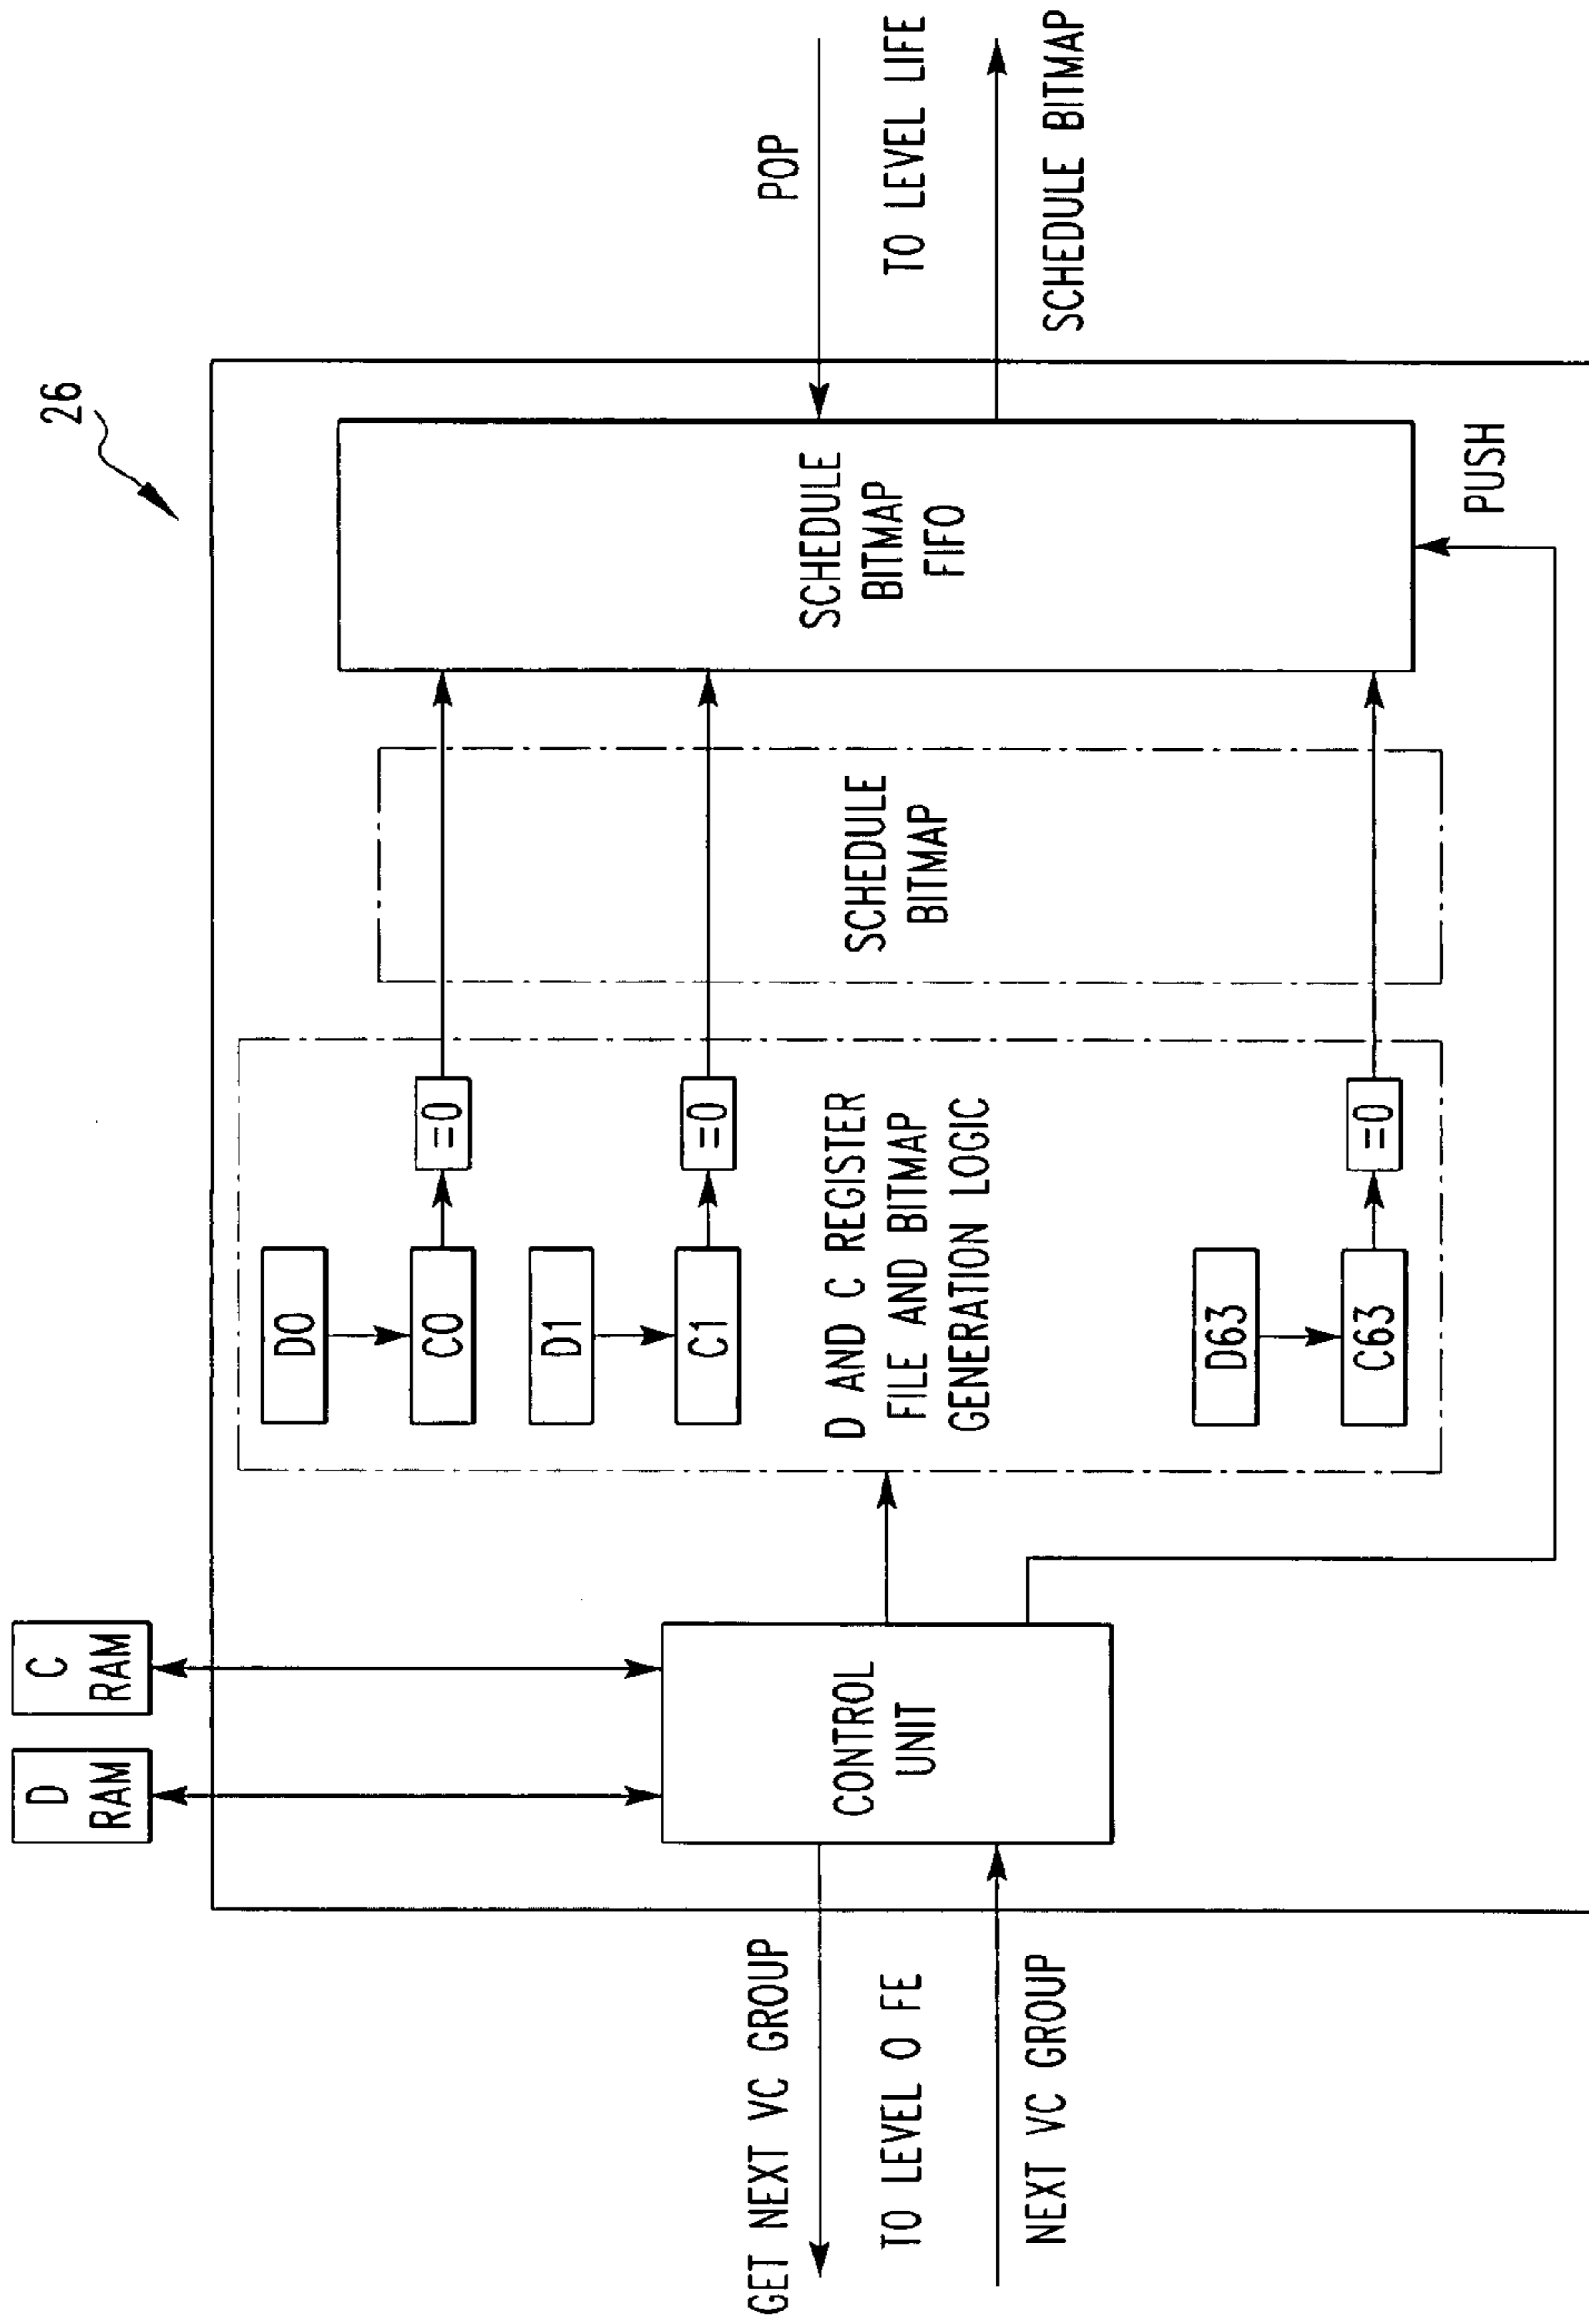 26
D
RAM
C
RAM
GET NEXT VC GROUP
TO LEVEL 0 FE
NEXT VC GROUP
CONTROL
UNIT
D0
C0
=0
D1
C1
=0
D AND C REGISTER
FILE AND BITMAP
GENERATION LOGIC
D63
C63
=0
SCHEDULE
BITMAP
SCHEDULE
BITMAP
FIFO
PUSH
POP
TO LEVEL LIFE
SCHEDULE BITMAP